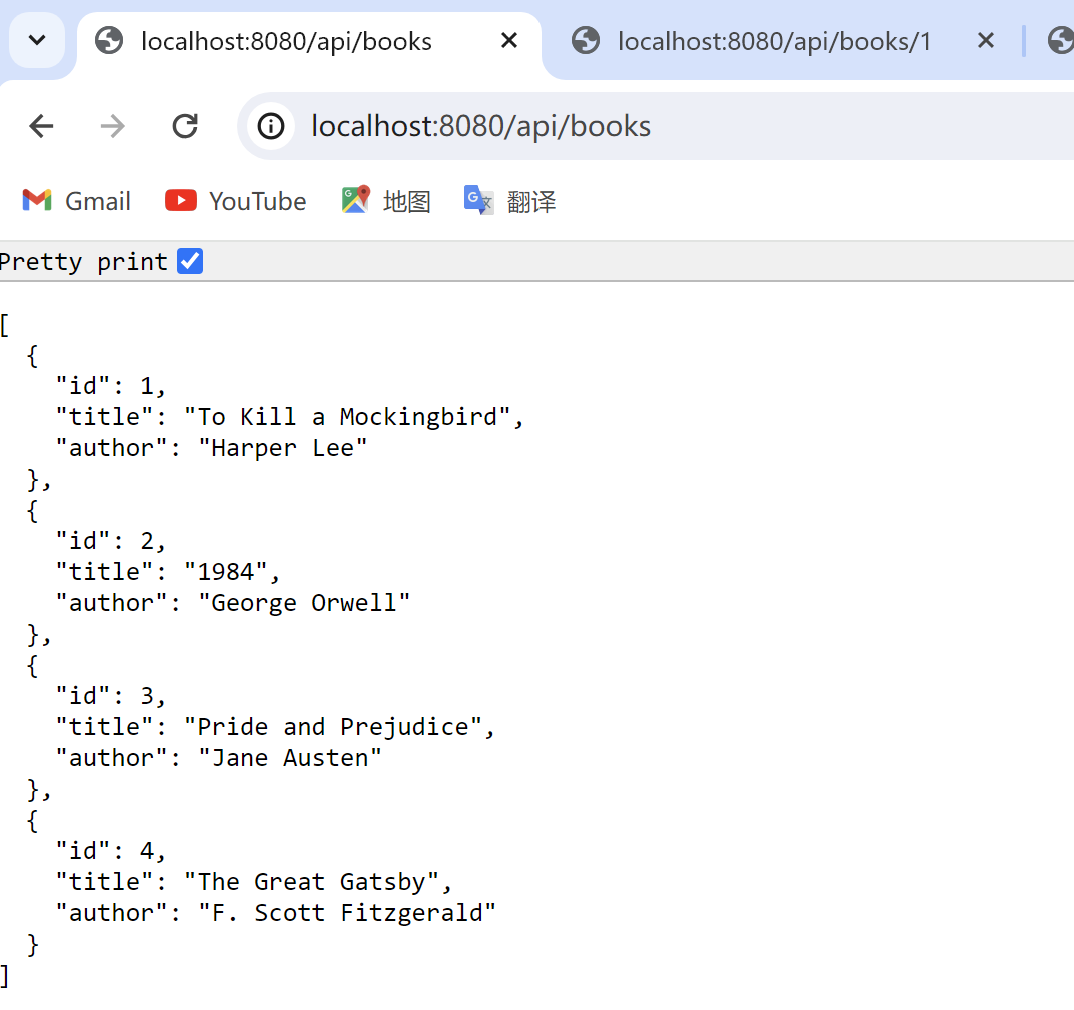 localhost:8080/api/books localhost:8080/api/books/1
localhost:8080/api/books
Gmail YouTube 地图 翻译
Pretty print
[
  {
    "id": 1,
    "title": "To Kill a Mockingbird",
    "author": "Harper Lee"
  },
  {
    "id": 2,
    "title": "1984",
    "author": "George Orwell"
  },
  {
    "id": 3,
    "title": "Pride and Prejudice",
    "author": "Jane Austen"
  },
  {
    "id": 4,
    "title": "The Great Gatsby",
    "author": "F. Scott Fitzgerald"
  }
]